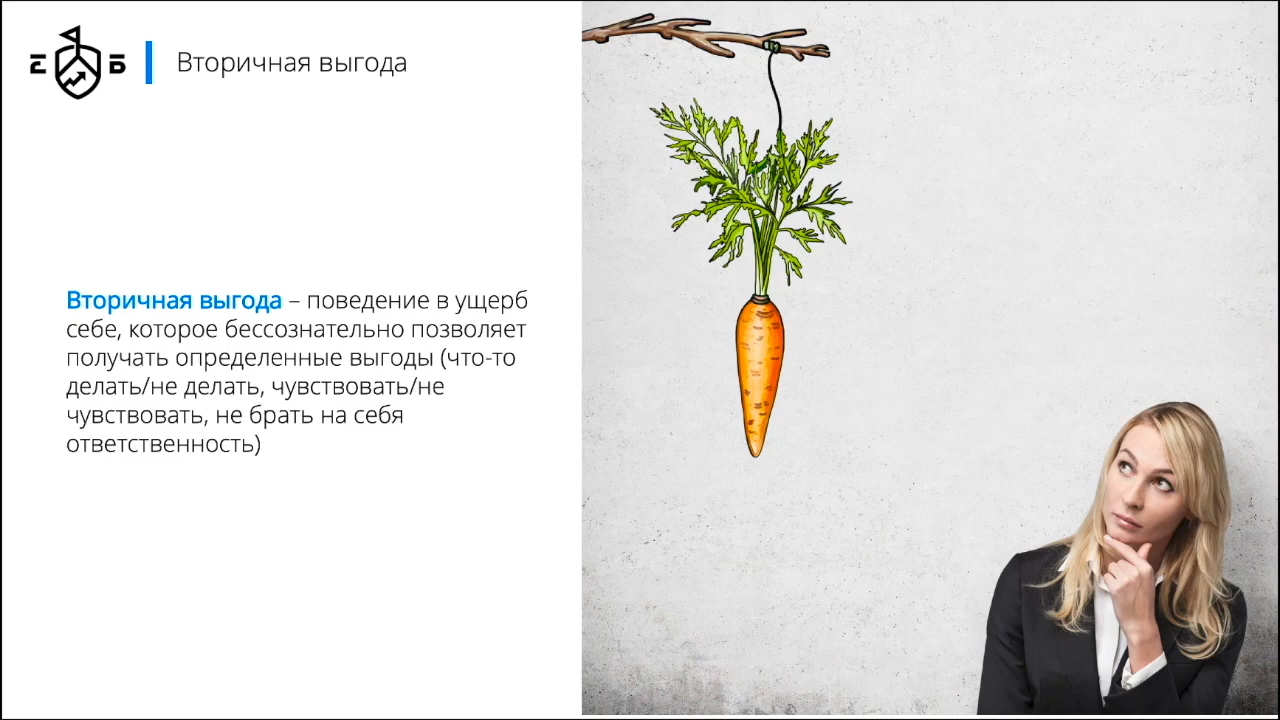 Е Б
Вторичная выгода
Вторичная выгода – поведение в ущерб
себе, которое бессознательно позволяет
получать определенные выгоды (что-то
делать/не делать, чувствовать/не
чувствовать, не брать на себя
ответственность)